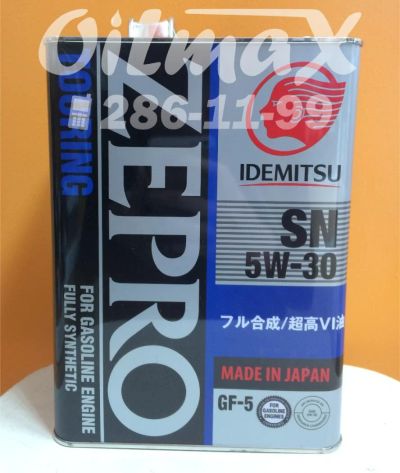 Oilmax
286-11-99
ZEPRO
TOURING
FOR GASOLINE ENGINE
FULLY SYNTHETIC
IDEMITSU
SN
5W-30
フル合成/超高VI油
MADE IN JAPAN
GF-5
FOR
GASOLINE
ENGINES